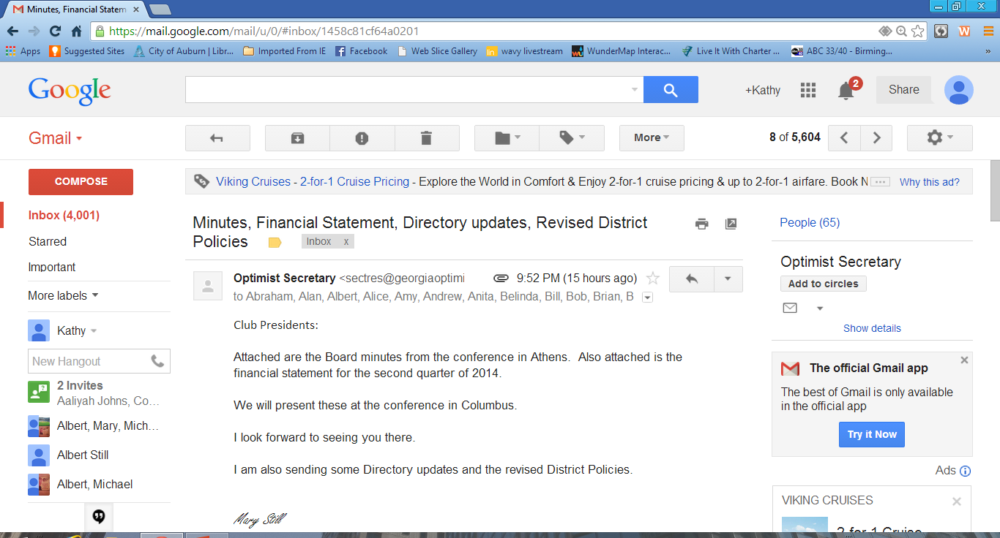 Minutes, Financial Statem
https://mail.google.com/mail/u/0/#inbox/1458c81cf64a0201
Apps Suggested Sites City of Auburn | Libr... Imported From IE Facebook Web Slice Gallery wavy livestream WunderMap Interac... Live It With Charter ... ABC 33/40 - Birming... »
Google
+Kathy 2 Share
Gmail
More 8 of 5,604
COMPOSE
Viking Cruises - 2-for-1 Cruise Pricing - Explore the World in Comfort & Enjoy 2-for-1 cruise pricing & up to 2-for-1 airfare. Book N Why this ad?
Inbox (4,001)
Starred
Important
More labels
Kathy
New Hangout
2 Invites
Aaliyah Johns, Co...
Albert, Mary, Mich...
Albert Still
Albert, Michael
Minutes, Financial Statement, Directory updates, Revised District
Policies Inbox x
Optimist Secretary <sectres@georgiaoptimi 9:52 PM (15 hours ago)
to Abraham, Alan, Albert, Alice, Amy, Andrew, Anita, Belinda, Bill, Bob, Brian, B
Club Presidents:
Attached are the Board minutes from the conference in Athens.  Also attached is the
financial statement for the second quarter of 2014.
We will present these at the conference in Columbus.
I look forward to seeing you there.
I am also sending some Directory updates and the revised District Policies.
Mary Still
People (65)
Optimist Secretary
Add to circles
Show details
The official Gmail app
The best of Gmail is only available
in the official app
Try it Now
Ads
VIKING CRUISES
2-for-1 Cruise